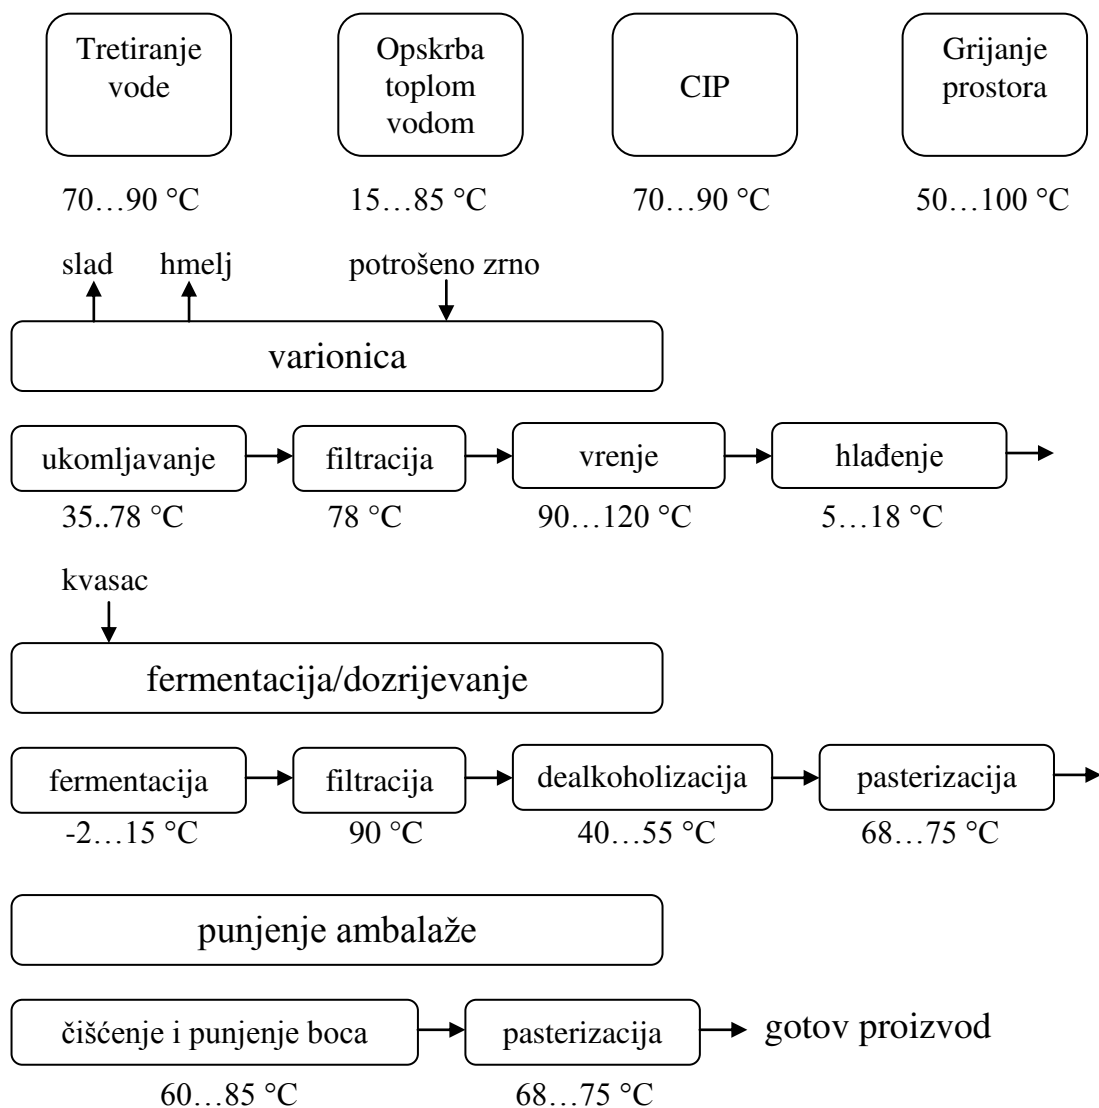 Tretiranje
vode
Opskrba
toplom
vodom
CIP
Grijanje
prostora
70…90 °C
15…85 °C
70…90 °C
50…100 °C
slad
hmelj
potrošeno zrno
varionica
ukomljavanje
filtracija
vrenje
hlađenje
35..78 °C
78 °C
90…120 °C
5…18 °C
kvasac
fermentacija/dozrijevanje
fermentacija
filtracija
dealkoholizacija
pasterizacija
-2…15 °C
90 °C
40…55 °C
68…75 °C
punjenje ambalaže
čišćenje i punjenje boca
pasterizacija
gotov proizvod
60…85 °C
68…75 °C